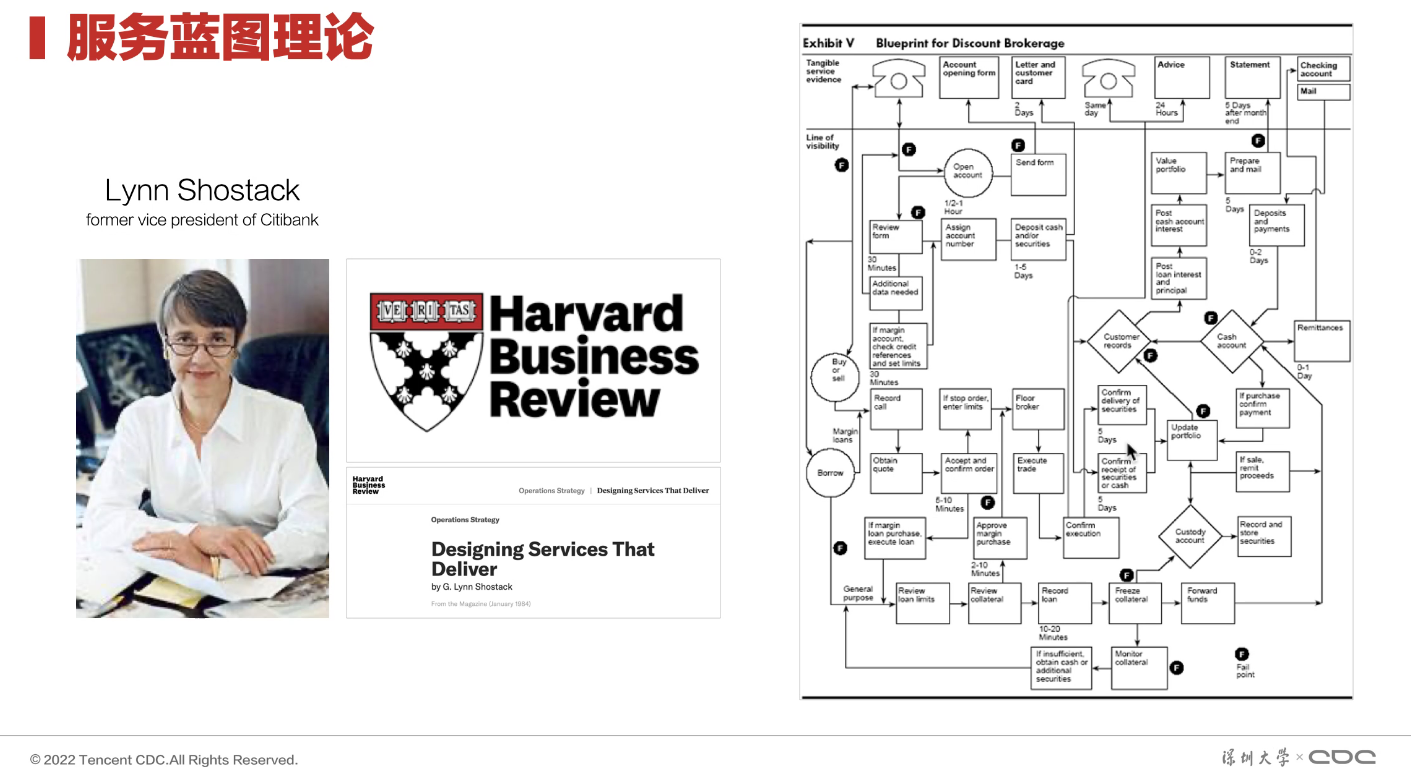 服务蓝图理论
Lynn Shostack
former vice president of Citibank
VE RI TAS
Harvard
Business
Review
Harvard
Business
Review
Operations Strategy | Designing Services That Deliver
Operations Strategy
Designing Services That
Deliver
by G. Lynn Shostack
From the Magazine (January 1984)
Exhibit V Blueprint for Discount Brokerage
Tangible
service
evidence
Account
opening form
Letter and
customer
card
Advice
Statement
Checking
account
Mail
2
Days
Same
day
24
Hours
5 Days
after month
end
Line of
visibility
F
F
F
F
Open
account
Send form
Value
portfolio
Prepare
and mail
1/2-1
Hour
5
Days
F
Review
form
Assign
account
number
Deposit cash
and/or
securities
Post
cash account
interest
Deposits
and
payments
30
Minutes
1-5
Days
0-2
Days
Additional
data needed
Post
loan interest
and
principal
If margin
account,
check credit
references
and set limits
Customer
records
F
F
Cash
account
Remittances
0-1
Day
Buy
or
sell
30
Minutes
Record
call
If stop order,
enter limits
Floor
broker
Confirm
delivery of
securities
5
Days
F
If purchase
confirm
payment
Margin
loans
Update
portfolio
Borrow
Obtain
quote
Accept and
confirm order
Execute
trade
Confirm
receipt of
securities
or cash
5
Days
If sale,
remit
proceeds
5-10
Minutes
F
If margin
loan purchase,
execute loan
Approve
margin
purchase
Confirm
execution
Custody
account
Record and
store
securities
F
2-10
Minutes
F
General
purpose
Review
loan limits
Review
collateral
Record
loan
Freeze
collateral
Forward
funds
10-20
Minutes
If insufficient,
obtain cash or
additional
securities
Monitor
collateral
F
F
Fail
point
© 2022 Tencent CDC.All Rights Reserved.
深圳大学 × CDC